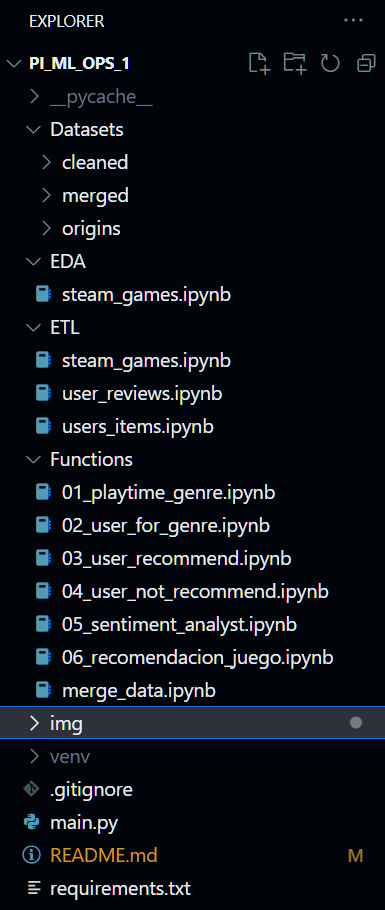 EXPLORER
PI_ML_OPS_1
__pycache__
Datasets
cleaned
merged
origins
EDA
steam_games.ipynb
ETL
steam_games.ipynb
user_reviews.ipynb
users_items.ipynb
Functions
01_playtime_genre.ipynb
02_user_for_genre.ipynb
03_user_recommend.ipynb
04_user_not_recommend.ipynb
05_sentiment_analyst.ipynb
06_recomendacion_juego.ipynb
merge_data.ipynb
img
venv
.gitignore
main.py
README.md M
requirements.txt